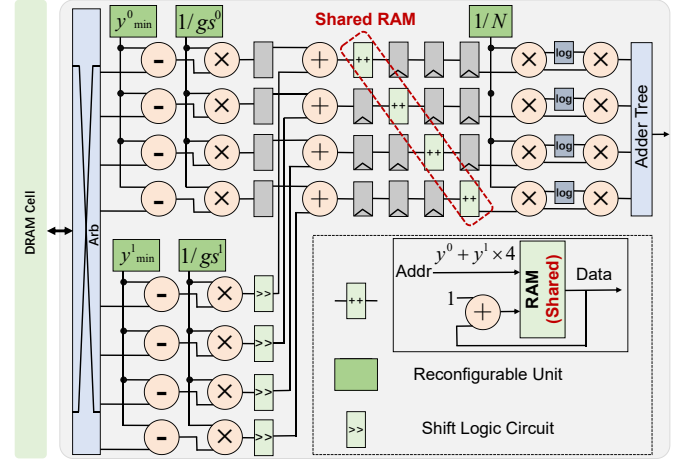 y⁰min
1/gs⁰
Shared RAM
1/N
- × + ++ × log ×
- × + ++ × log ×
- × + ++ × log ×
- × + ++ × log ×
Adder Tree
DRAM Cell
Arb
y¹min
1/gs¹
- × >>
- × >>
- × >>
- × >>
y⁰ + y¹ × 4
Addr
Data
RAM
(Shared)
1
+
++
Reconfigurable Unit
>>
Shift Logic Circuit